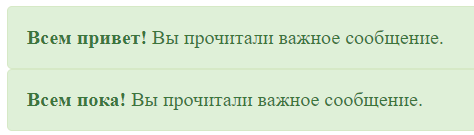 Всем привет! Вы прочитали важное сообщение.
Всем пока! Вы прочитали важное сообщение.